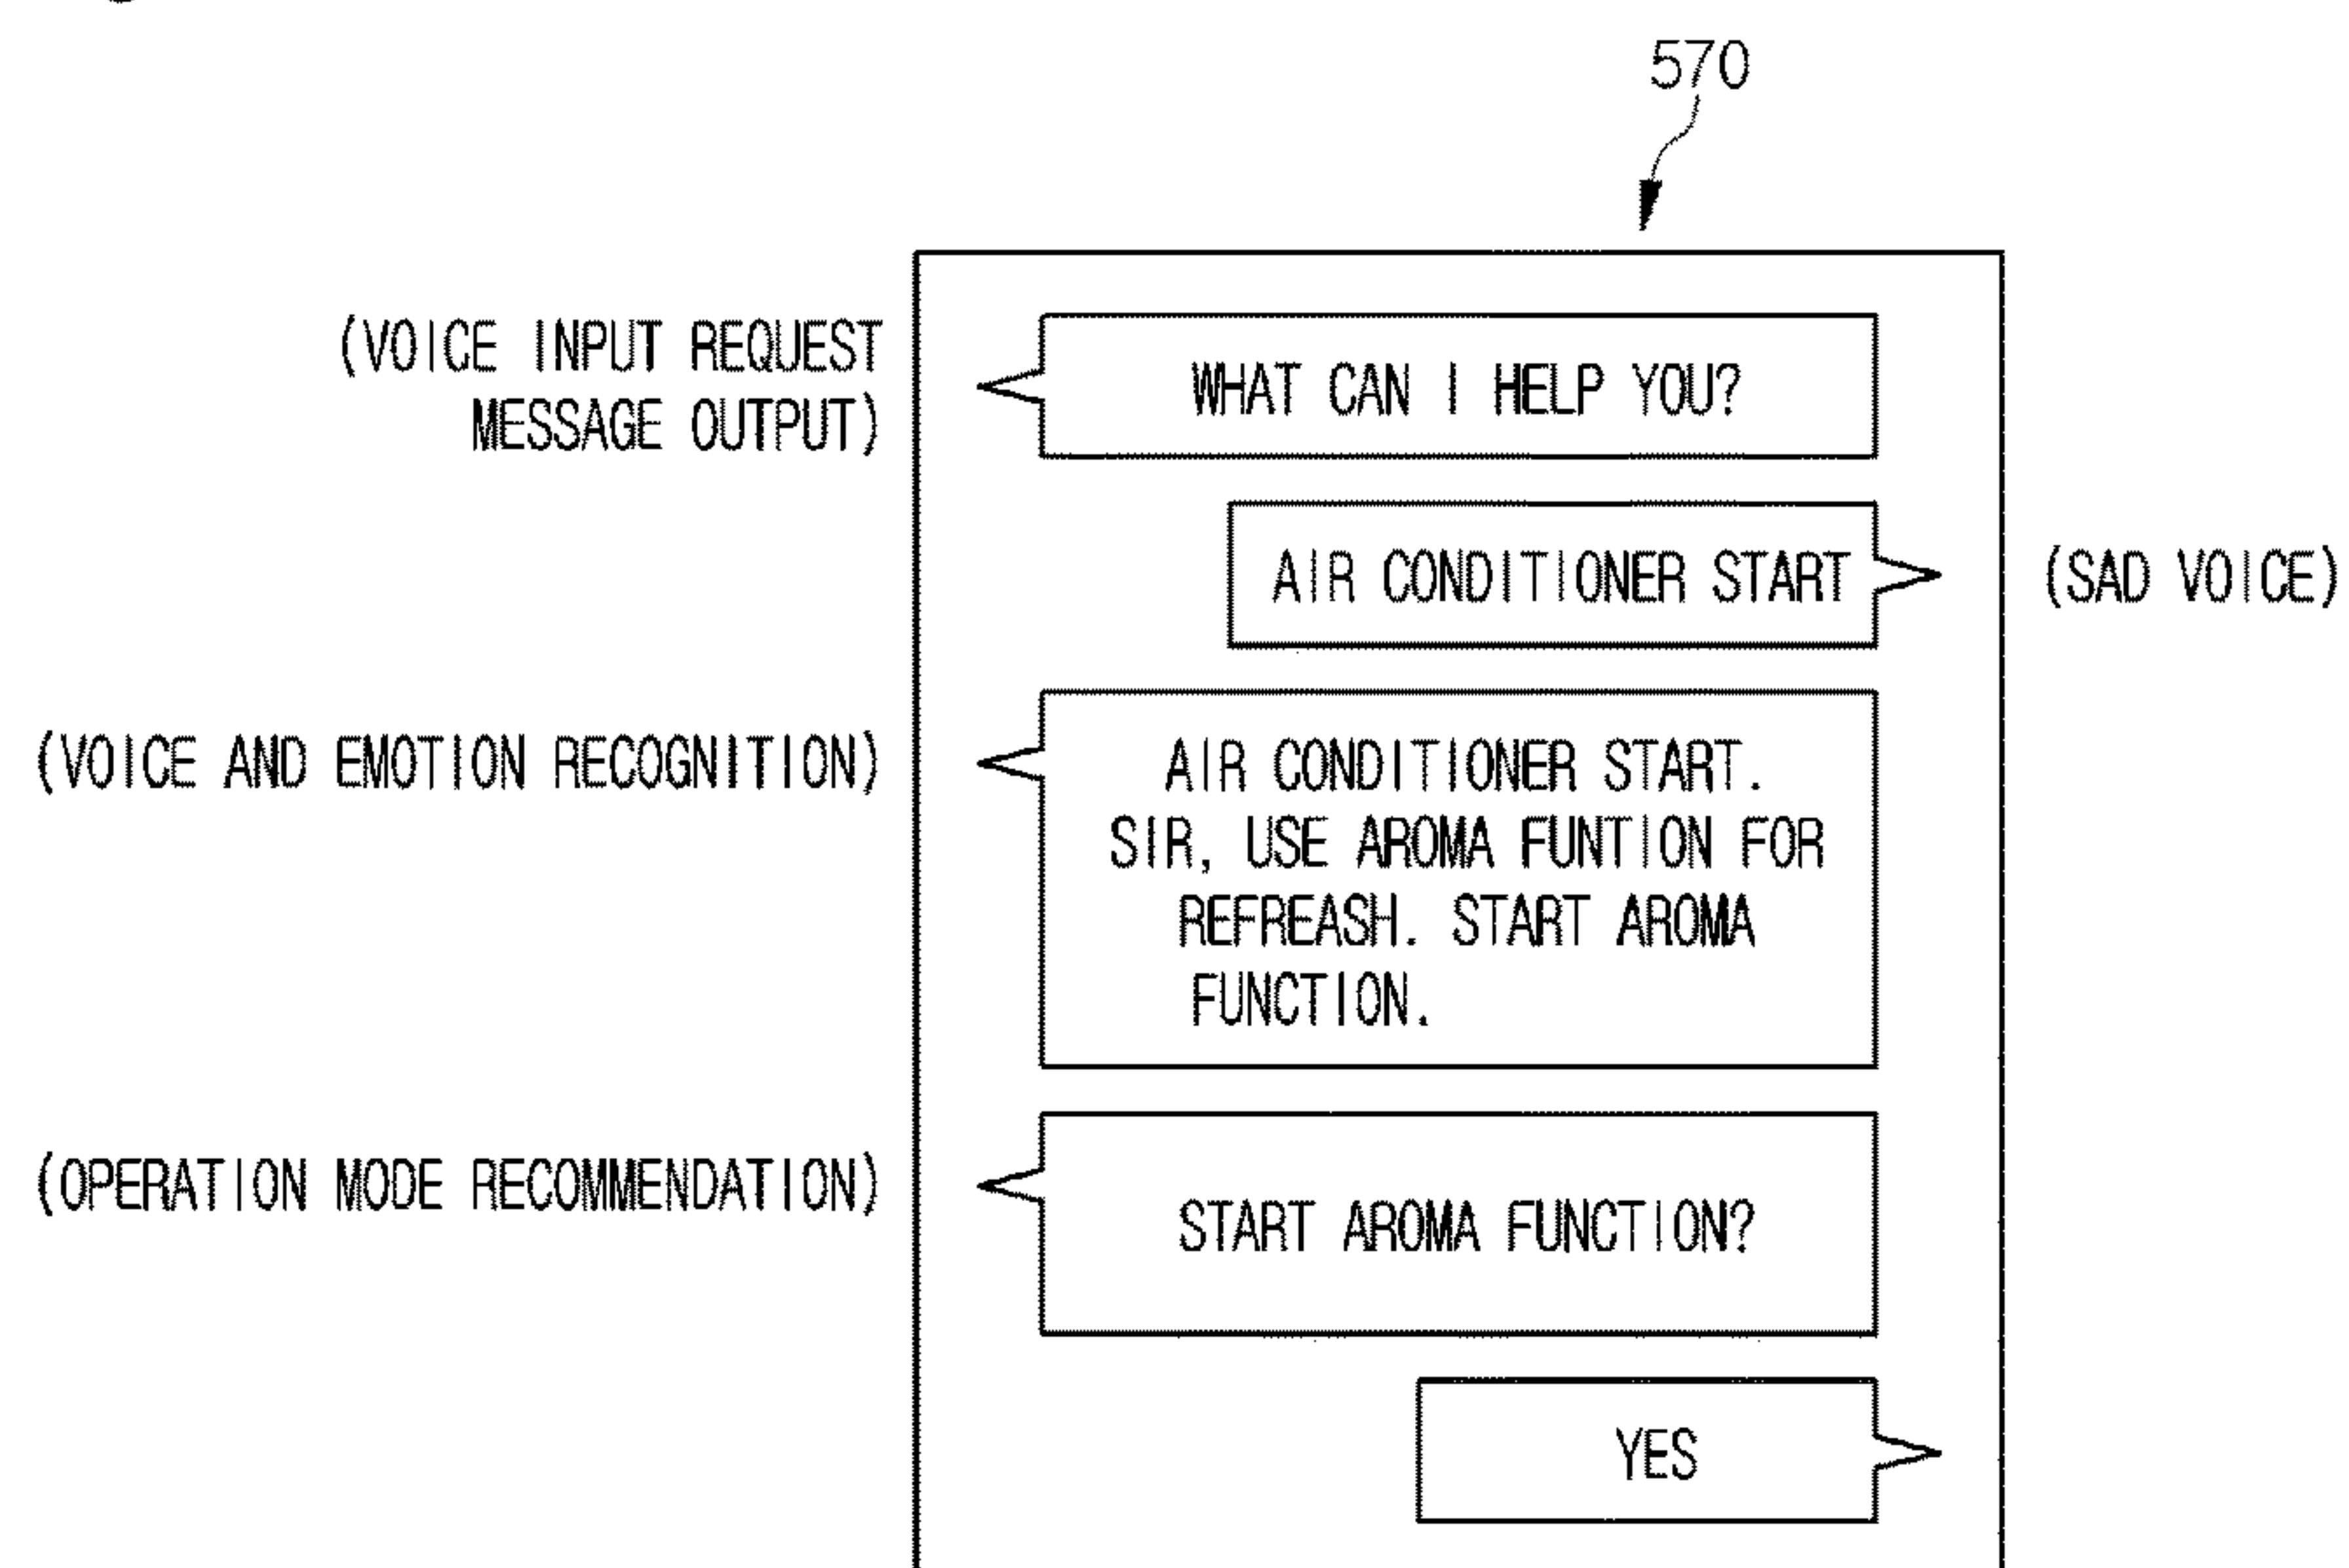 570
(VOICE INPUT REQUEST
MESSAGE OUTPUT)
WHAT CAN I HELP YOU?
AIR CONDITIONER START
(SAD VOICE)
(VOICE AND EMOTION RECOGNITION)
AIR CONDITIONER START.
SIR, USE AROMA FUNTION FOR
REFREASH. START AROMA
FUNCTION.
(OPERATION MODE RECOMMENDATION)
START AROMA FUNCTION?
YES